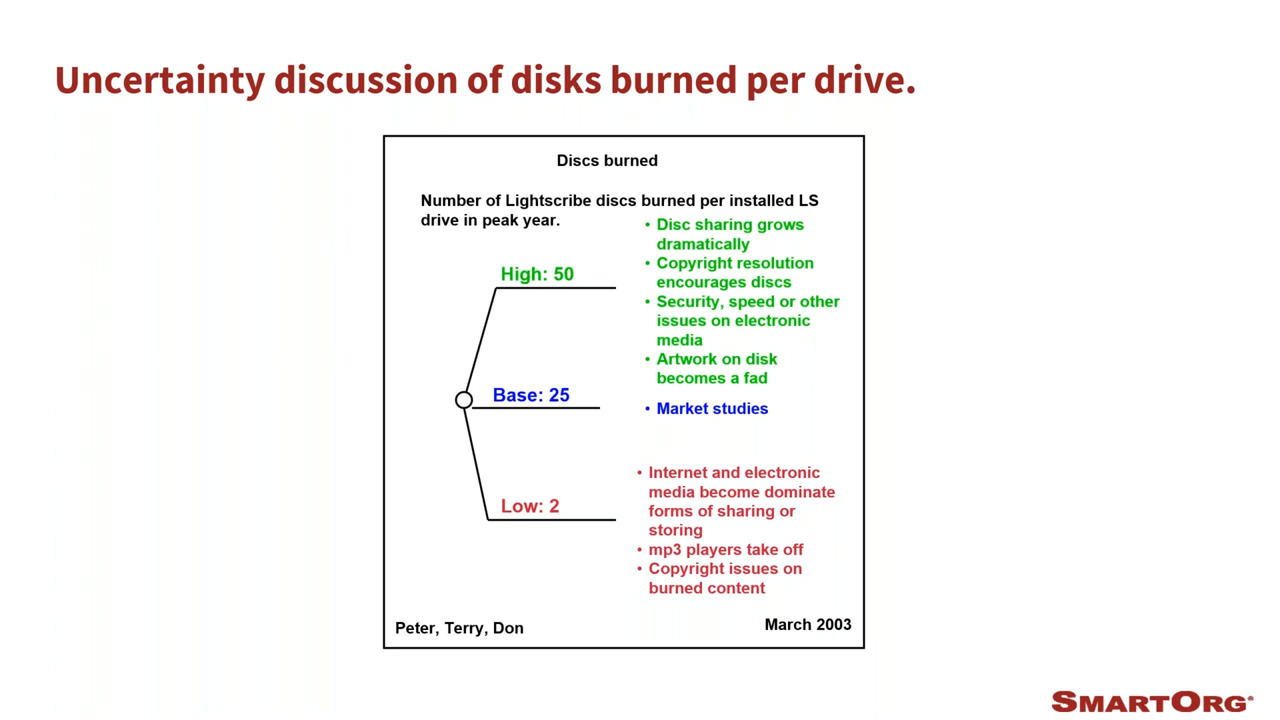 Uncertainty discussion of disks burned per drive.
Discs burned
Number of Lightscribe discs burned per installed LS
drive in peak year.
High: 50
• Disc sharing grows
dramatically
• Copyright resolution
encourages discs
• Security, speed or other
issues on electronic
media
• Artwork on disk
becomes a fad
Base: 25
• Market studies
Low: 2
• Internet and electronic
media become dominate
forms of sharing or
storing
• mp3 players take off
• Copyright issues on
burned content
Peter, Terry, Don
March 2003
SMARTORG®